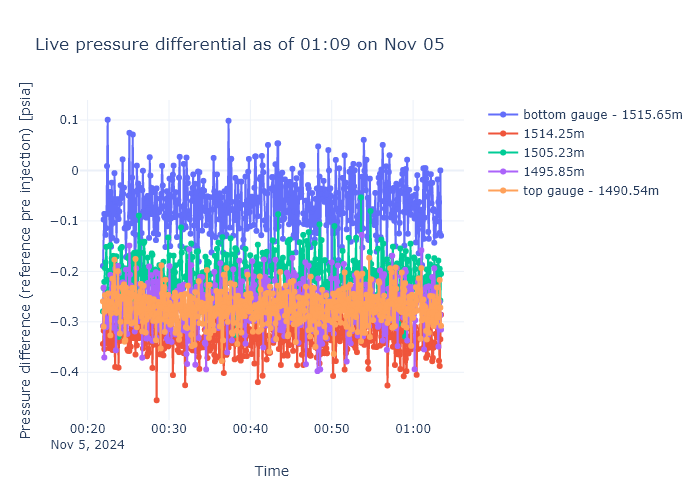 Live pressure differential as of 01:09 on Nov 05
Pressure difference (reference pre injection) [psia]
0.1
0
−0.1
−0.2
−0.3
−0.4
00:20
00:30
00:40
00:50
01:00
Nov 5, 2024
Time
bottom gauge - 1515.65m
1514.25m
1505.23m
1495.85m
top gauge - 1490.54m